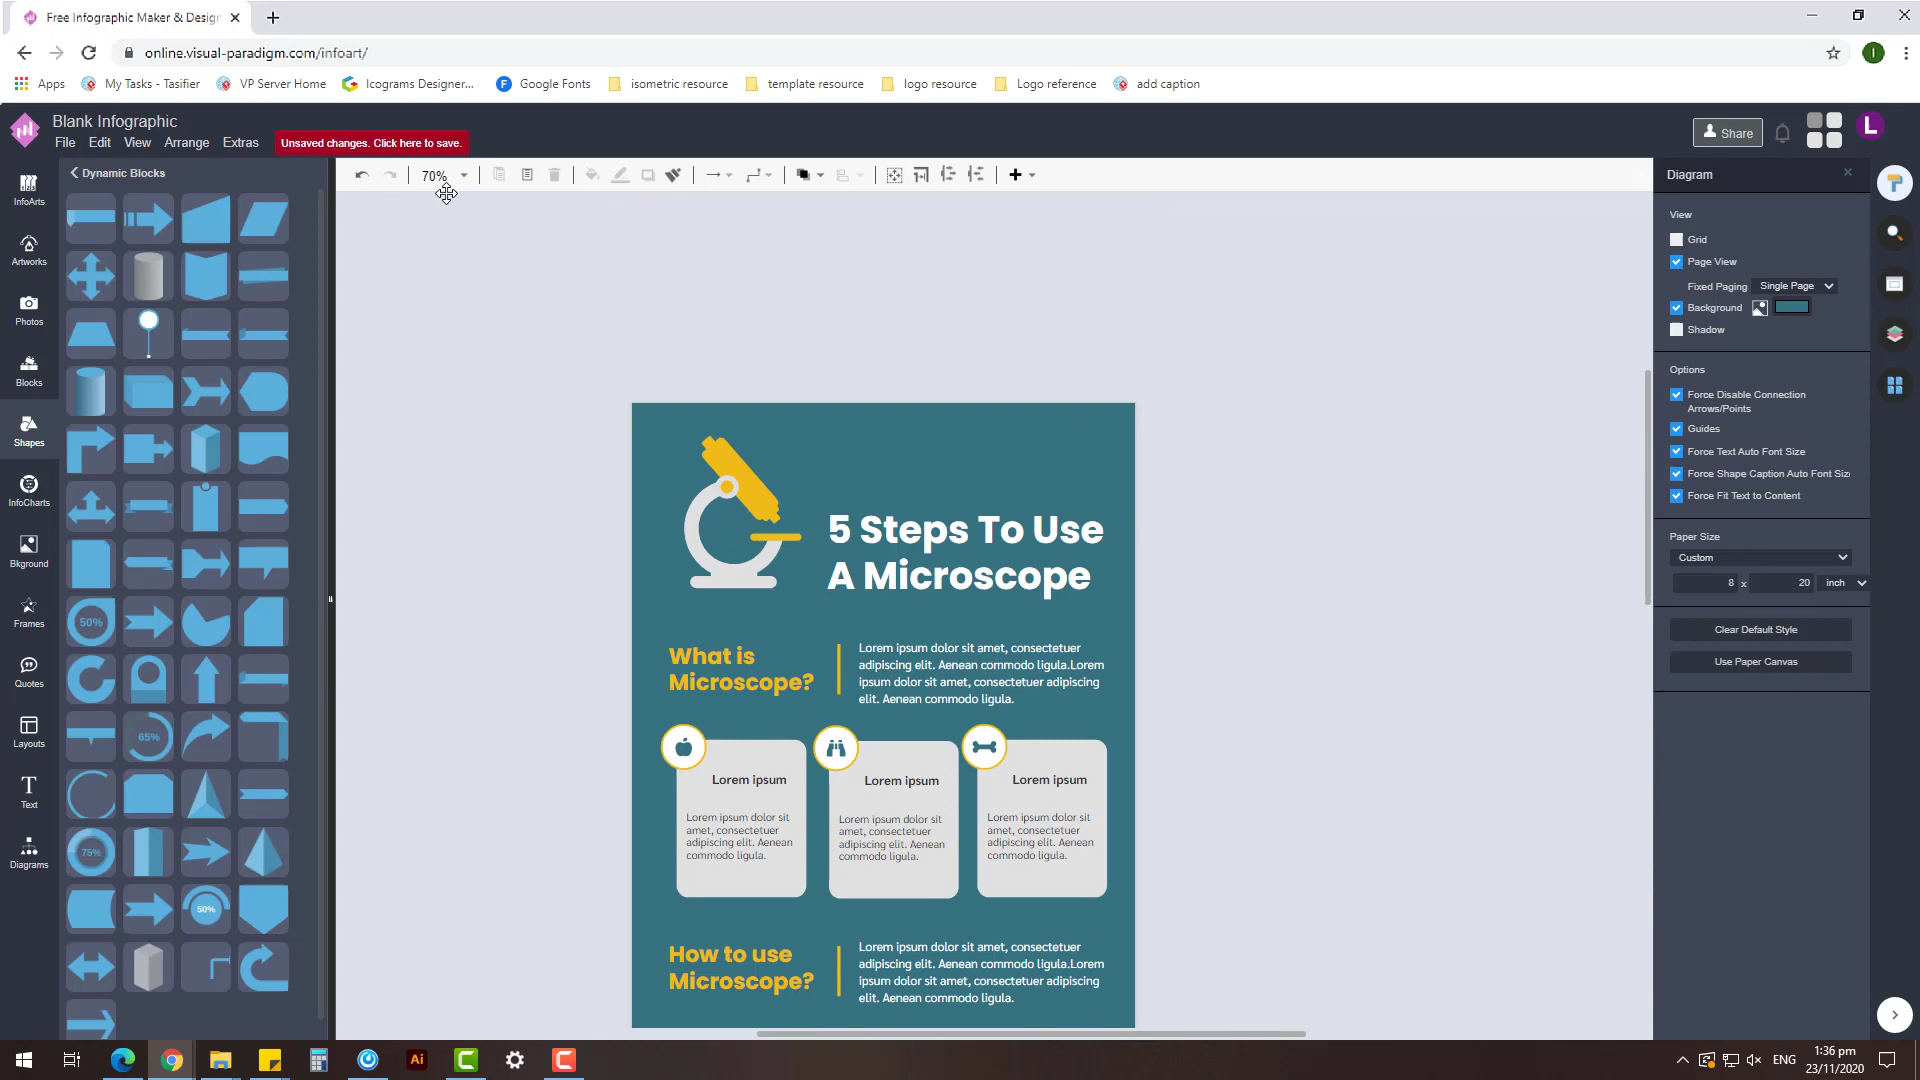 Free Infographic Maker & Design
online.visual-paradigm.com/infoart/
I
Apps
My Tasks - Tasifier
VP Server Home
Icograms Designer...
F
Google Fonts
isometric resource
template resource
logo resource
Logo reference
add caption
Blank Infographic
File
Edit
View
Arrange
Extras
Unsaved changes. Click here to save.
Share
L
Dynamic Blocks
70%
InfoArts
Artworks
Photos
Blocks
Shapes
InfoCharts
Bkground
Frames
Quotes
Layouts
Text
Diagrams
50%
65%
75%
50%
5 Steps To Use
A Microscope
What is
Microscope?
Lorem ipsum dolor sit amet, consectetuer
adipiscing elit. Aenean commodo ligula.Lorem
ipsum dolor sit amet, consectetuer adipiscing
elit. Aenean commodo ligula.
Lorem ipsum
Lorem ipsum dolor sit
amet, consectetuer
adipiscing elit. Aenean
commodo ligula.
Lorem ipsum
Lorem ipsum dolor sit
amet, consectetuer
adipiscing elit. Aenean
commodo ligula.
Lorem ipsum
Lorem ipsum dolor sit
amet, consectetuer
adipiscing elit. Aenean
commodo ligula.
How to use
Microscope?
Lorem ipsum dolor sit amet, consectetuer
adipiscing elit. Aenean commodo ligula.Lorem
ipsum dolor sit amet, consectetuer adipiscing
elit. Aenean commodo ligula.
Diagram
View
Grid
Page View
Fixed Paging
Single Page
Background
Shadow
Options
Force Disable Connection
Arrows/Points
Guides
Force Text Auto Font Size
Force Shape Caption Auto Font Siz
Force Fit Text to Content
Paper Size
Custom
8 x 20 inch
Clear Default Style
Use Paper Canvas
Ai
ENG
1:36 pm
23/11/2020